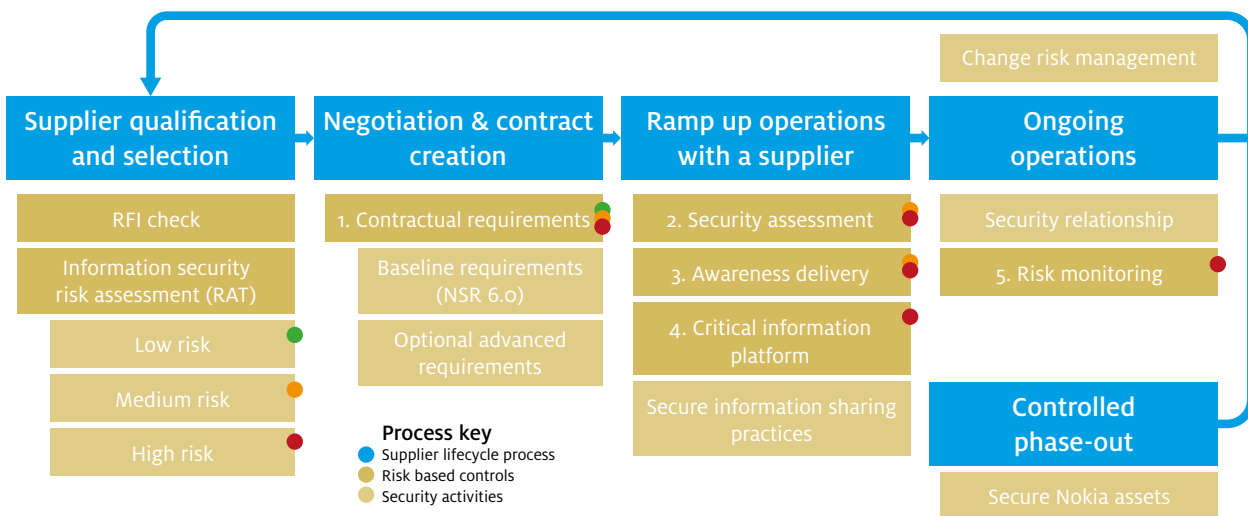 Change risk management
Supplier qualification
and selection
Negotiation & contract
creation
Ramp up operations
with a supplier
Ongoing
operations
RFI check
Information security
risk assessment (RAT)
Low risk
Medium risk
High risk
1. Contractual requirements
Baseline requirements
(NSR 6.0)
Optional advanced
requirements
Process key
Supplier lifecycle process
Risk based controls
Security activities
2. Security assessment
3. Awareness delivery
4. Critical information
platform
Secure information sharing
practices
Security relationship
5. Risk monitoring
Controlled
phase-out
Secure Nokia assets